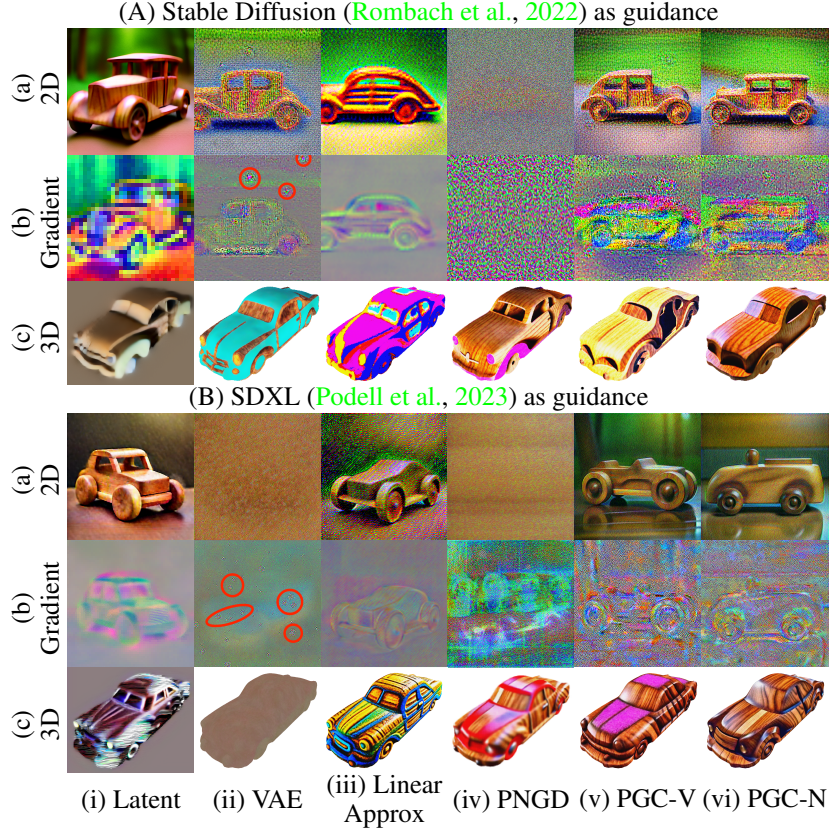 (A) Stable Diffusion (Rombach et al., 2022) as guidance
(a)
2D
(b)
Gradient
(c)
3D
(B) SDXL (Podell et al., 2023) as guidance
(a)
2D
(b)
Gradient
(c)
3D
(i) Latent
(ii) VAE
(iii) Linear
Approx
(iv) PNGD
(v) PGC-V
(vi) PGC-N